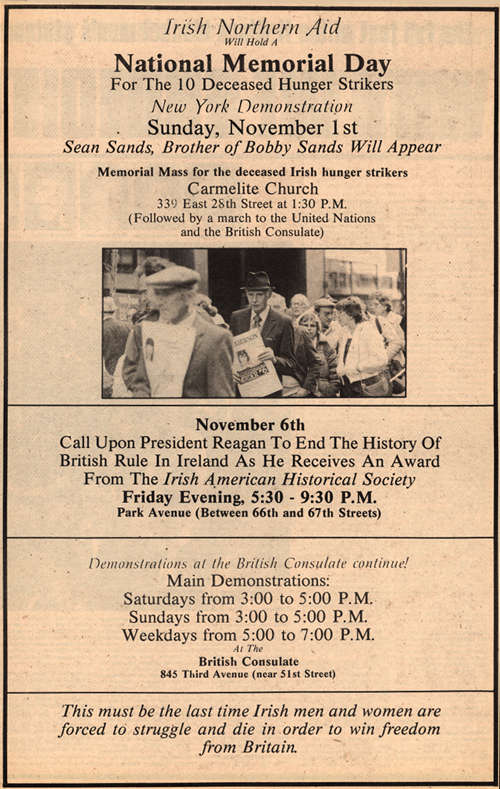 Irish Northern Aid
Will Hold A
National Memorial Day
For The 10 Deceased Hunger Strikers
New York Demonstration
Sunday, November 1st
Sean Sands, Brother of Bobby Sands Will Appear
Memorial Mass for the deceased Irish hunger strikers
Carmelite Church
339 East 28th Street at 1:30 P.M.
(Followed by a march to the United Nations
and the British Consulate)
November 6th
Call Upon President Reagan To End The History Of
British Rule In Ireland As He Receives An Award
From The Irish American Historical Society
Friday Evening, 5:30 - 9:30 P.M.
Park Avenue (Between 66th and 67th Streets)
Demonstrations at the British Consulate continue!
Main Demonstrations:
Saturdays from 3:00 to 5:00 P.M.
Sundays from 3:00 to 5:00 P.M.
Weekdays from 5:00 to 7:00 P.M.
At The
British Consulate
845 Third Avenue (near 51st Street)
This must be the last time Irish men and women are
forced to struggle and die in order to win freedom
from Britain.